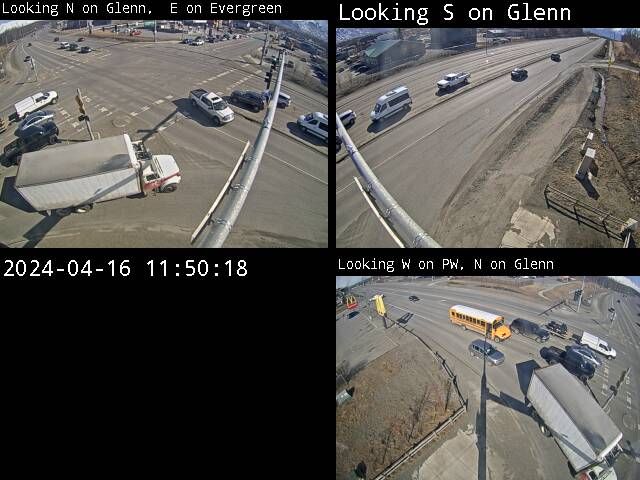 Looking N on Glenn,  E on Evergreen
Looking S on Glenn
2024-04-16 11:50:18
Looking W on PW, N on Glenn